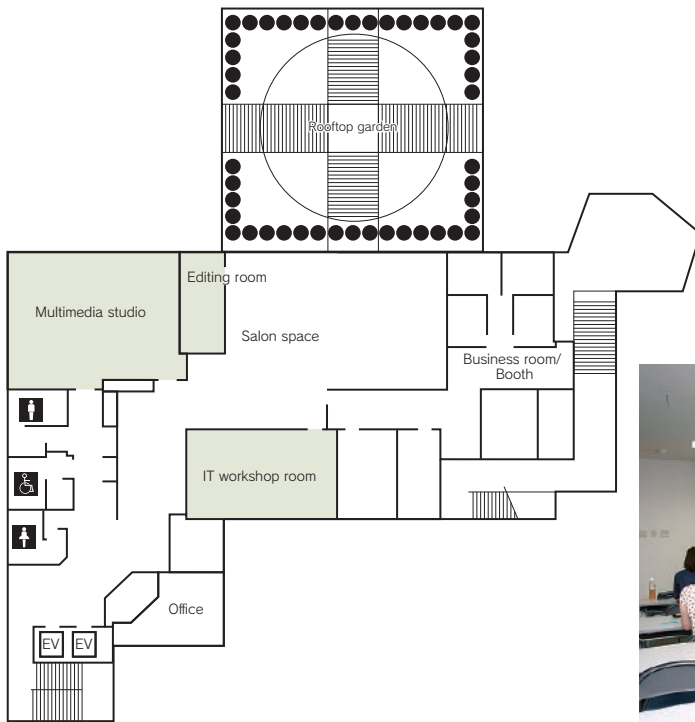 Rooftop garden
Editing room
Multimedia studio
Salon space
Business room/
Booth
IT workshop room
Office
EV
EV